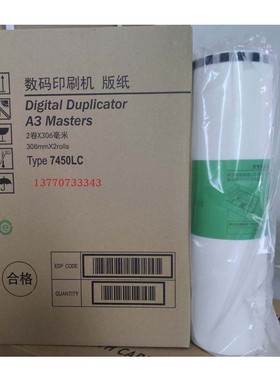 数码印刷机 版纸
Digital Duplicator
A3 Masters
2卷X306毫米
306mmX2rolls
Type 7450LC
13770733343
合格
EDP CODE
QUANTITY